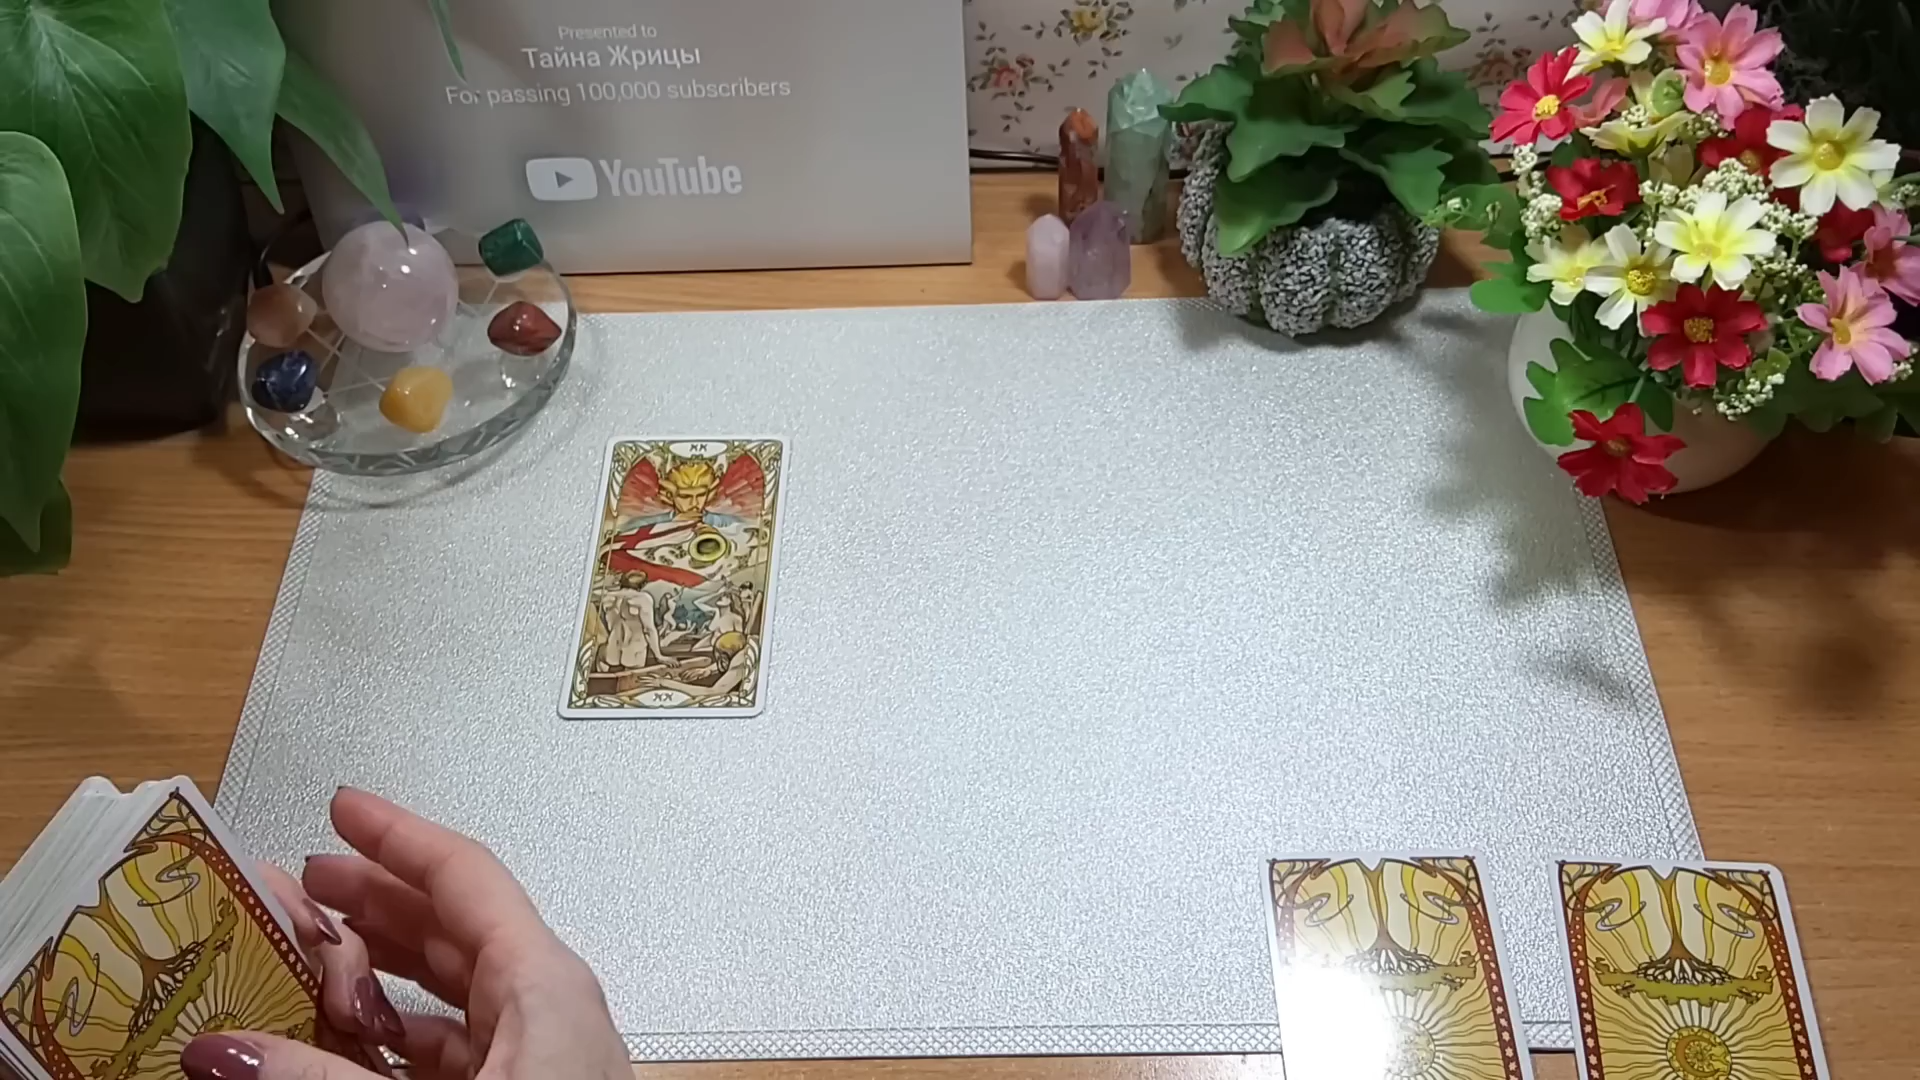 Presented to
Тайна Жрицы
For passing 100,000 subscribers
YouTube
XX
XX